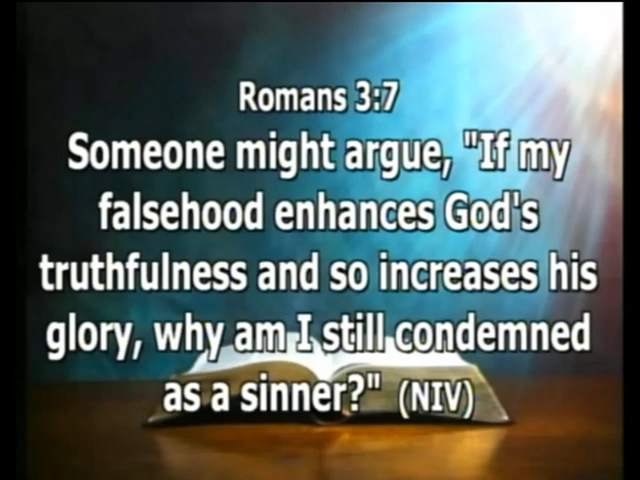 Romans 3:7
Someone might argue, "If my
falsehood enhances God's
truthfulness and so increases his
glory, why am I still condemned
as a sinner?" (NIV)